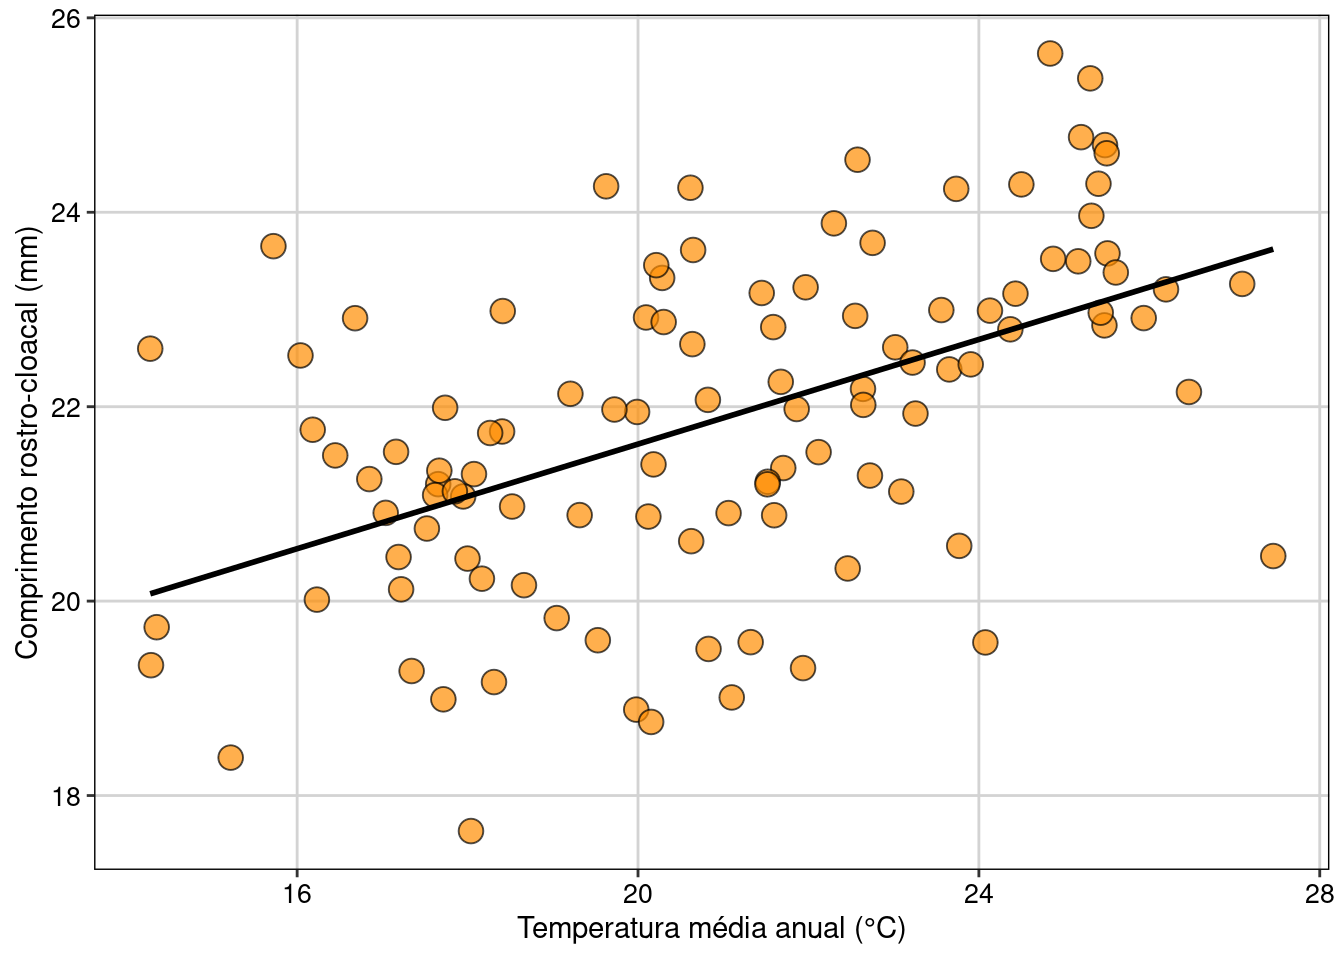 26
24
22
20
18
16 20 24 28
Temperatura média anual (°C)
Comprimento rostro-cloacal (mm)